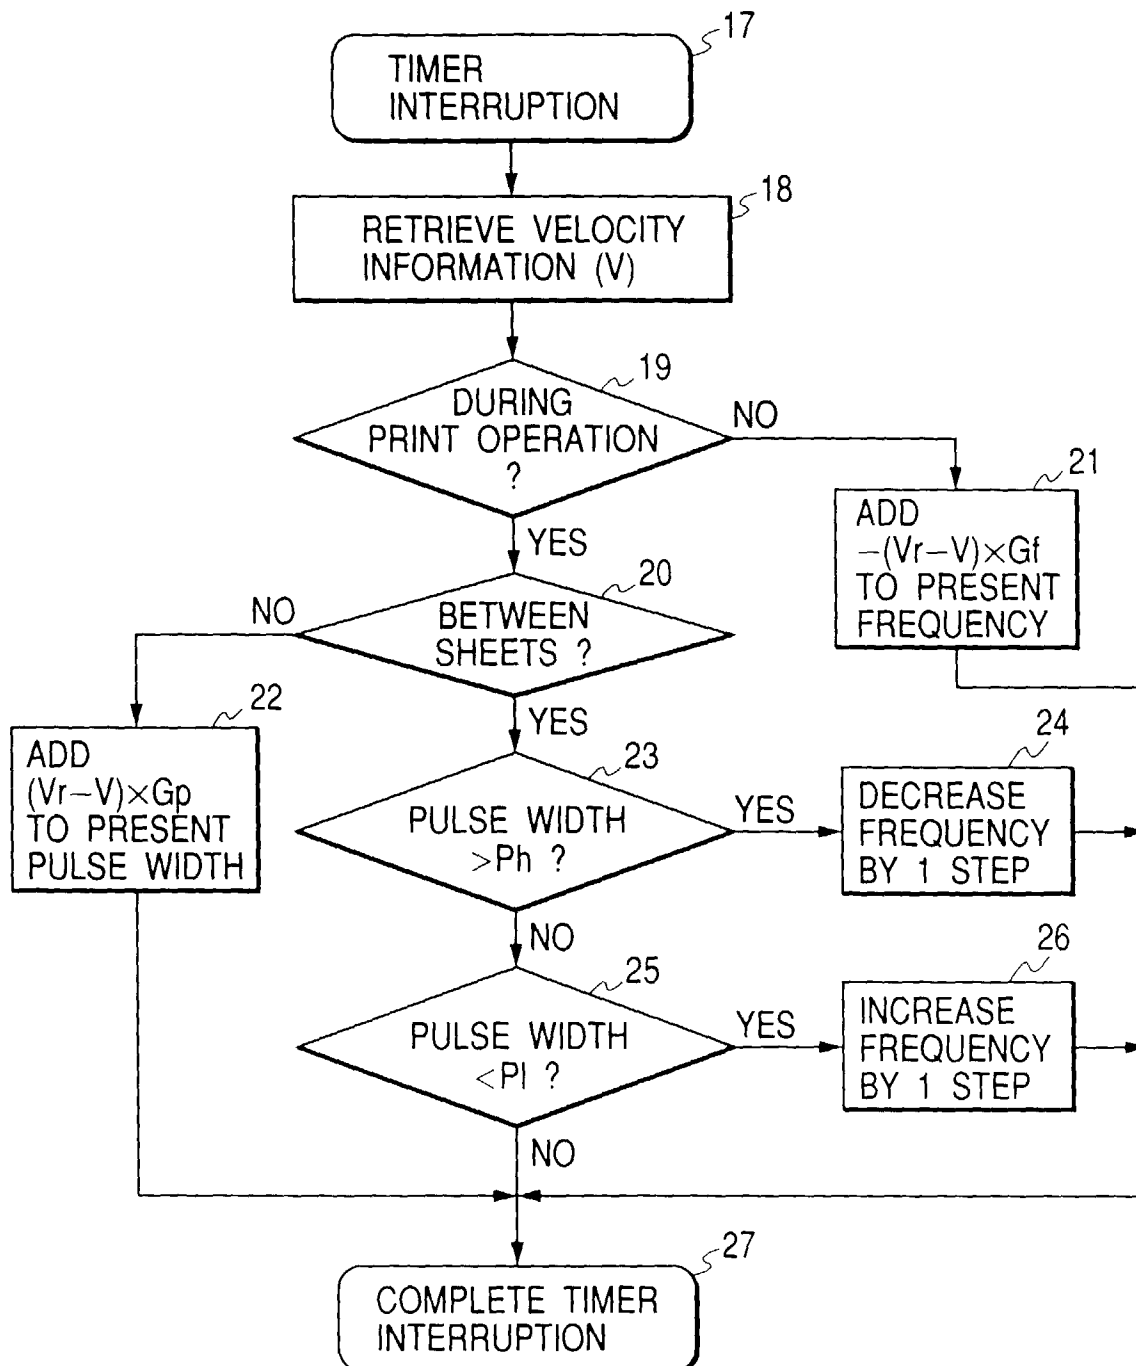 17
TIMER
INTERRUPTION
18
RETRIEVE VELOCITY
INFORMATION (V)
19
DURING
PRINT OPERATION
?
NO
YES
21
ADD
−(Vr−V)×Gf
TO PRESENT
FREQUENCY
20
BETWEEN
SHEETS ?
NO
YES
22
ADD
(Vr−V)×Gp
TO PRESENT
PULSE WIDTH
23
PULSE WIDTH
>Ph ?
YES
NO
24
DECREASE
FREQUENCY
BY 1 STEP
25
PULSE WIDTH
<Pl ?
YES
NO
26
INCREASE
FREQUENCY
BY 1 STEP
27
COMPLETE TIMER
INTERRUPTION